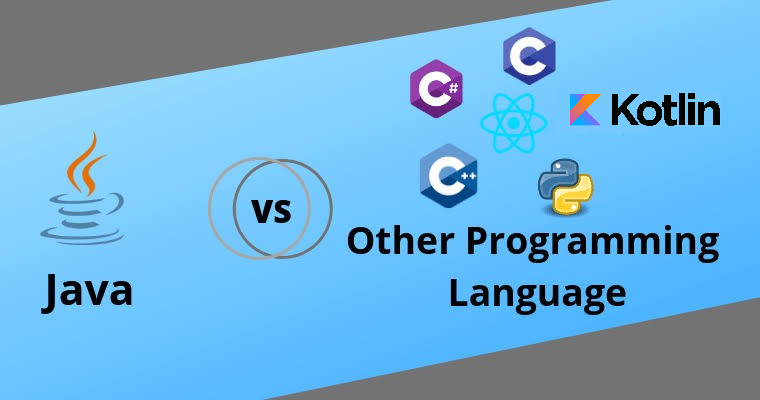 C#
C
Kotlin
C++
vs
Java
Other Programming
Language